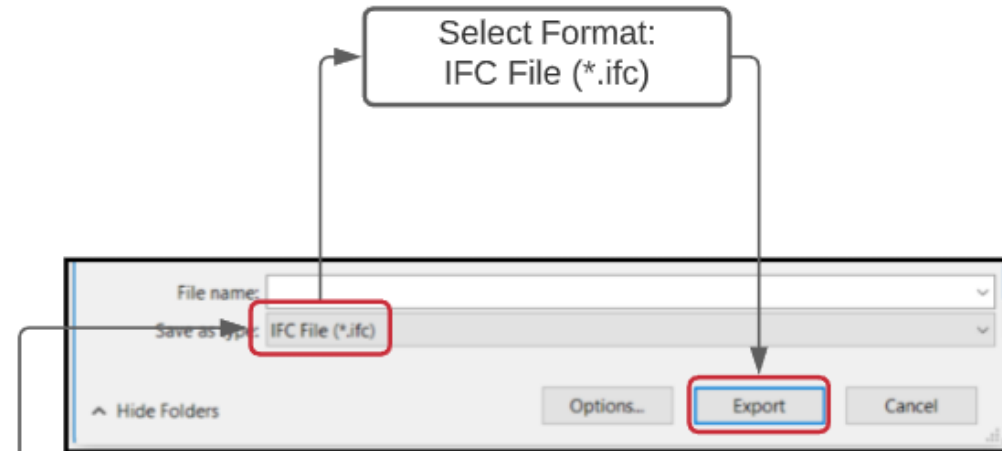 Select Format:
IFC File (*.ifc)
File name:
Save as type: IFC File (*.ifc)
Hide Folders
Options...
Export
Cancel